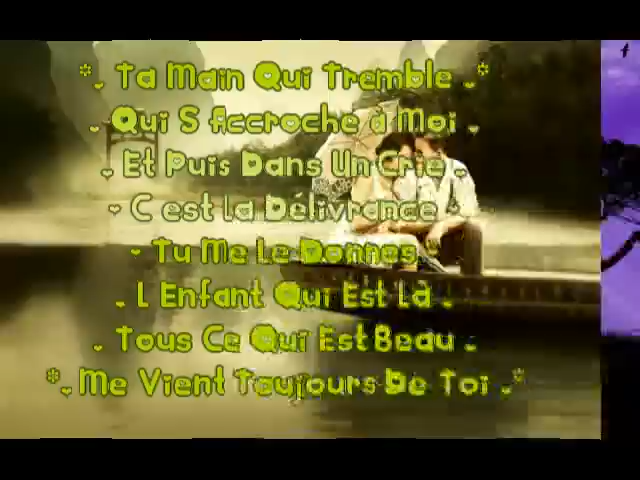 *. Ta Main Qui Tremble .*
. Qui S Accroche à Moi .
. Et Puis Dans Un Crie .
- C est La Délivrance -
- Tu Me Le Donnes
. L Enfant Qui Est Là .
. Tous Ce Qui Est Beau .
*. Me Vient Toujours De Toi .*